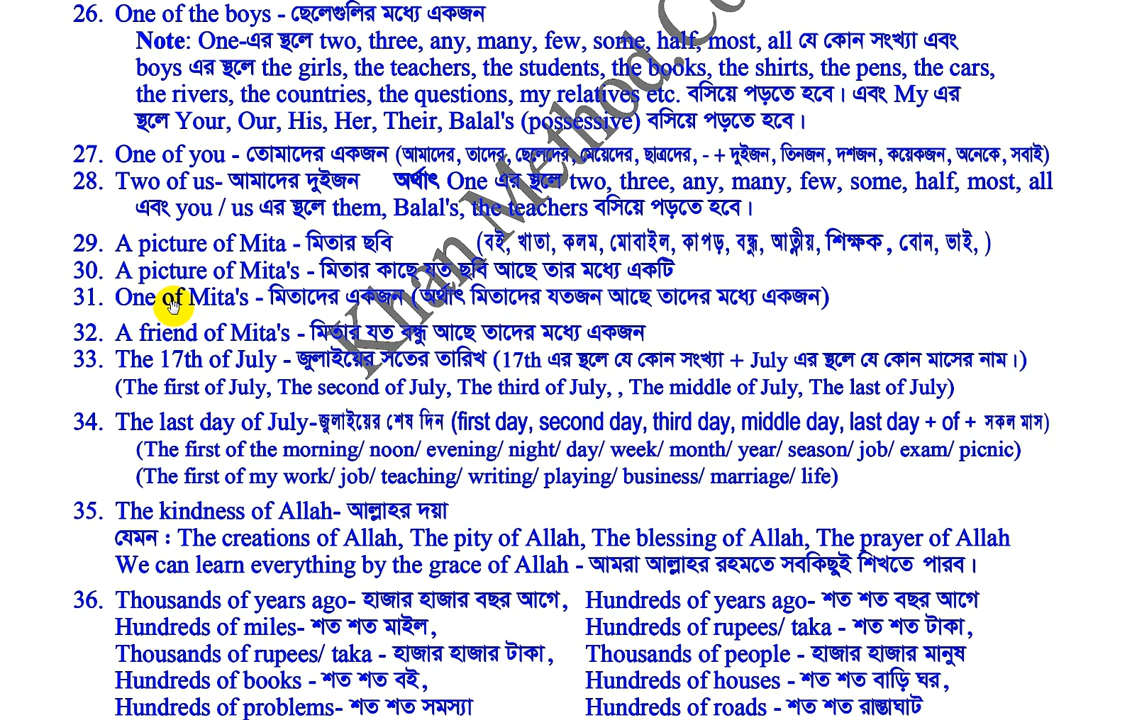 26. One of the boys - ছেলেগুলির মধ্যে একজন
Note: One-এর স্থলে two, three, any, many, few, some, half, most, all যে কোন সংখ্যা এবং
boys এর স্থলে the girls, the teachers, the students, the books, the shirts, the pens, the cars,
the rivers, the countries, the questions, my relatives etc. বসিয়ে পড়তে হবে। এবং My এর
স্থলে Your, Our, His, Her, Their, Balal's (possessive) বসিয়ে পড়তে হবে।
27. One of you - তোমাদের একজন (আমাদের, তাদের, ছেলেদের, মেয়েদের, ছাত্রদের, - + দুইজন, তিনজন, দশজন, কয়েকজন, অনেকে, সবাই)
28. Two of us- আমাদের দুইজন অর্থাৎ One এর স্থলে two, three, any, many, few, some, half, most, all
এবং you / us এর স্থলে them, Balal's, the teachers বসিয়ে পড়তে হবে।
29. A picture of Mita - মিতার ছবি (বই, খাতা, কলম, মোবাইল, কাপড়, বন্ধু, আত্নীয়, শিক্ষক, বোন, ভাই, )
30. A picture of Mita's - মিতার কাছে যত ছবি আছে তার মধ্যে একটি
31. One of Mita's - মিতাদের একজন (অর্থাৎ মিতাদের যতজন আছে তাদের মধ্যে একজন)
32. A friend of Mita's - মিতার যত বন্ধু আছে তাদের মধ্যে একজন
33. The 17th of July - জুলাইয়ের সতের তারিখ (17th এর স্থলে যে কোন সংখ্যা + July এর স্থলে যে কোন মাসের নাম।)
(The first of July, The second of July, The third of July, , The middle of July, The last of July)
34. The last day of July-জুলাইয়ের শেষ দিন (first day, second day, third day, middle day, last day + of + সকল মাস)
(The first of the morning/ noon/ evening/ night/ day/ week/ month/ year/ season/ job/ exam/ picnic)
(The first of my work/ job/ teaching/ writing/ playing/ business/ marriage/ life)
35. The kindness of Allah- আল্লাহর দয়া
যেমন : The creations of Allah, The pity of Allah, The blessing of Allah, The prayer of Allah
We can learn everything by the grace of Allah - আমরা আল্লাহর রহমতে সবকিছুই শিখতে পারব।
36. Thousands of years ago- হাজার হাজার বছর আগে, Hundreds of years ago- শত শত বছর আগে
Hundreds of miles- শত শত মাইল, Hundreds of rupees/ taka - শত শত টাকা,
Thousands of rupees/ taka - হাজার হাজার টাকা, Thousands of people - হাজার হাজার মানুষ
Hundreds of books - শত শত বই, Hundreds of houses - শত শত বাড়ি ঘর,
Hundreds of problems- শত শত সমস্যা Hundreds of roads - শত শত রাস্তাঘাট
Khan Method.Co